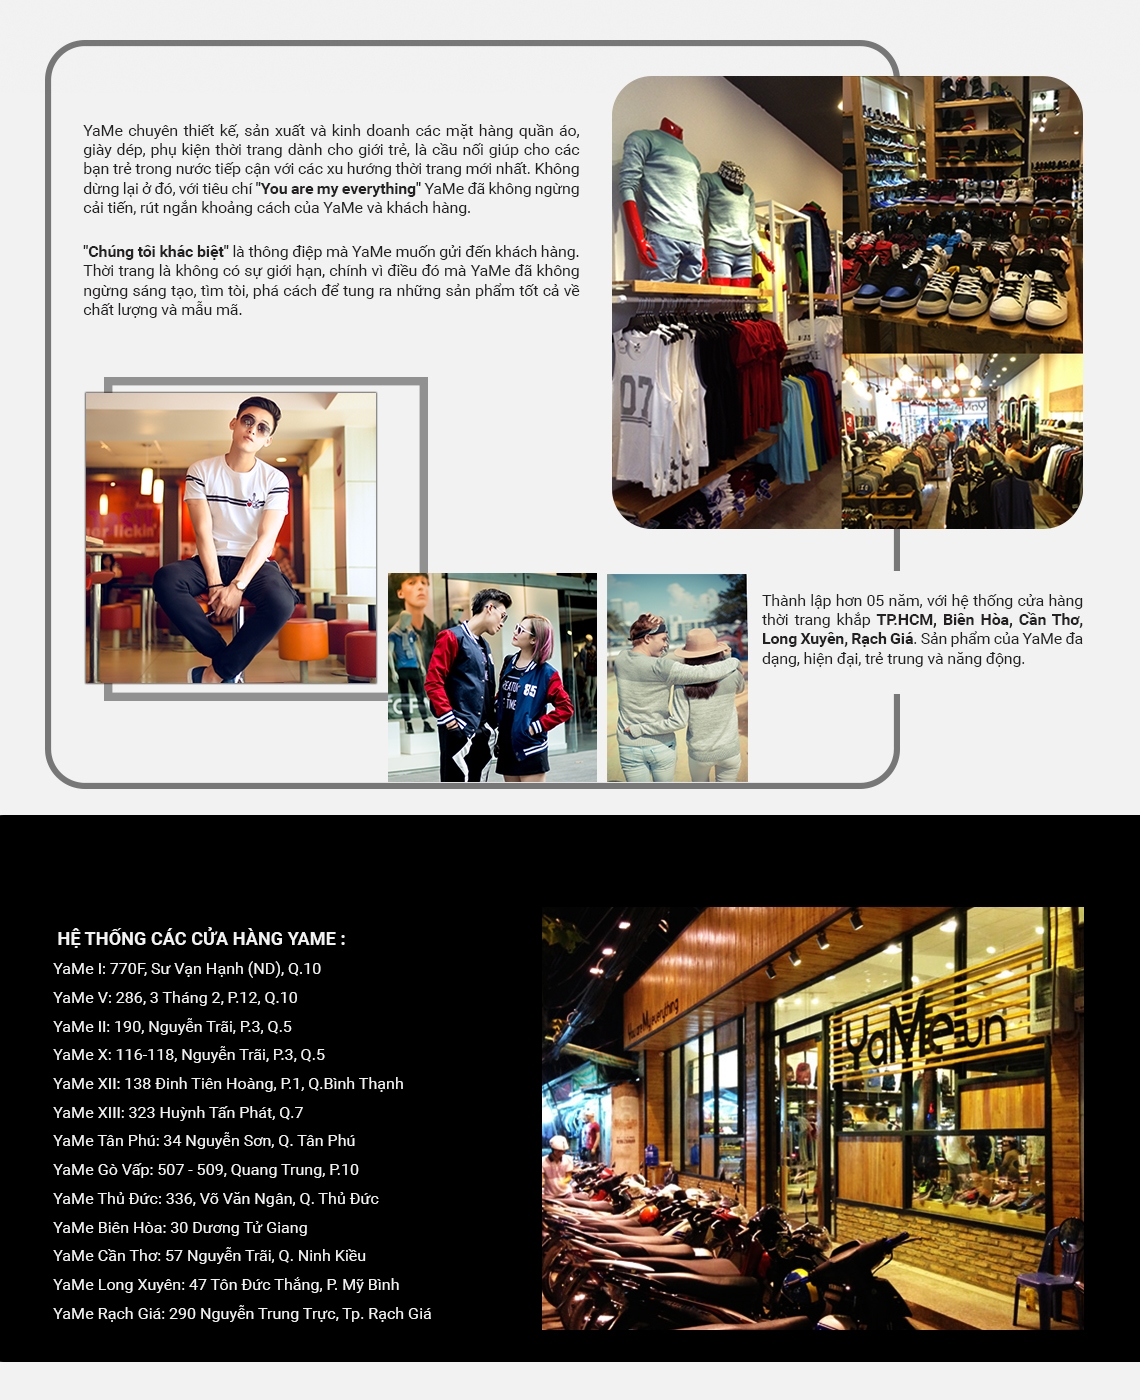 YaMe chuyên thiết kế, sản xuất và kinh doanh các mặt hàng quần áo,
giày dép, phụ kiện thời trang dành cho giới trẻ, là cầu nối giúp cho các
bạn trẻ trong nước tiếp cận với các xu hướng thời trang mới nhất. Không
dừng lại ở đó, với tiêu chí "You are my everything" YaMe đã không ngừng
cải tiến, rút ngắn khoảng cách của YaMe và khách hàng.
"Chúng tôi khác biệt" là thông điệp mà YaMe muốn gửi đến khách hàng.
Thời trang là không có sự giới hạn, chính vì điều đó mà YaMe đã không
ngừng sáng tạo, tìm tòi, phá cách để tung ra những sản phẩm tốt cả về
chất lượng và mẫu mã.
07
85
Thành lập hơn 05 năm, với hệ thống cửa hàng
thời trang khắp TP.HCM, Biên Hòa, Cần Thơ,
Long Xuyên, Rạch Giá. Sản phẩm của YaMe đa
dạng, hiện đại, trẻ trung và năng động.
HỆ THỐNG CÁC CỬA HÀNG YAME :
YaMe I: 770F, Sư Vạn Hạnh (ND), Q.10
YaMe V: 286, 3 Tháng 2, P.12, Q.10
YaMe II: 190, Nguyễn Trãi, P.3, Q.5
YaMe X: 116-118, Nguyễn Trãi, P.3, Q.5
YaMe XII: 138 Đinh Tiên Hoàng, P.1, Q.Bình Thạnh
YaMe XIII: 323 Huỳnh Tấn Phát, Q.7
YaMe Tân Phú: 34 Nguyễn Sơn, Q. Tân Phú
YaMe Gò Vấp: 507 - 509, Quang Trung, P.10
YaMe Thủ Đức: 336, Võ Văn Ngân, Q. Thủ Đức
YaMe Biên Hòa: 30 Dương Tử Giang
YaMe Cần Thơ: 57 Nguyễn Trãi, Q. Ninh Kiều
YaMe Long Xuyên: 47 Tôn Đức Thắng, P. Mỹ Bình
YaMe Rạch Giá: 290 Nguyễn Trung Trực, Tp. Rạch Giá
You are My everything
YaMe.un